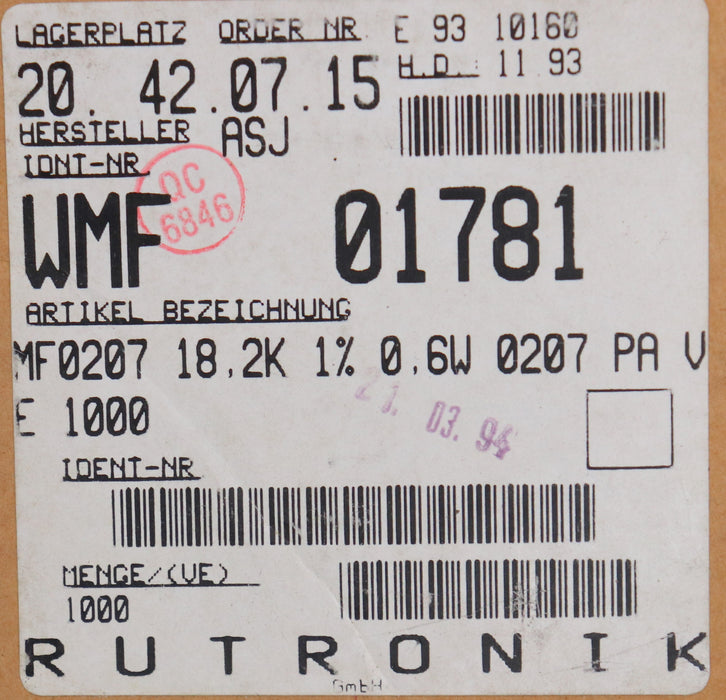 LAGERPLATZ ORDER NR E 93 10160
20. 42.07.15 H.D.: 11 93
HERSTELLER ASJ
IDNT-NR
QC
6846
WMF 01781
ARTIKEL BEZEICHNUNG
MF0207 18,2K 1% 0,6W 0207 PA V
E 1000
21. 03. 94
IDENT-NR
MENGE/(VE)
1000
RUTRONIK
GmbH